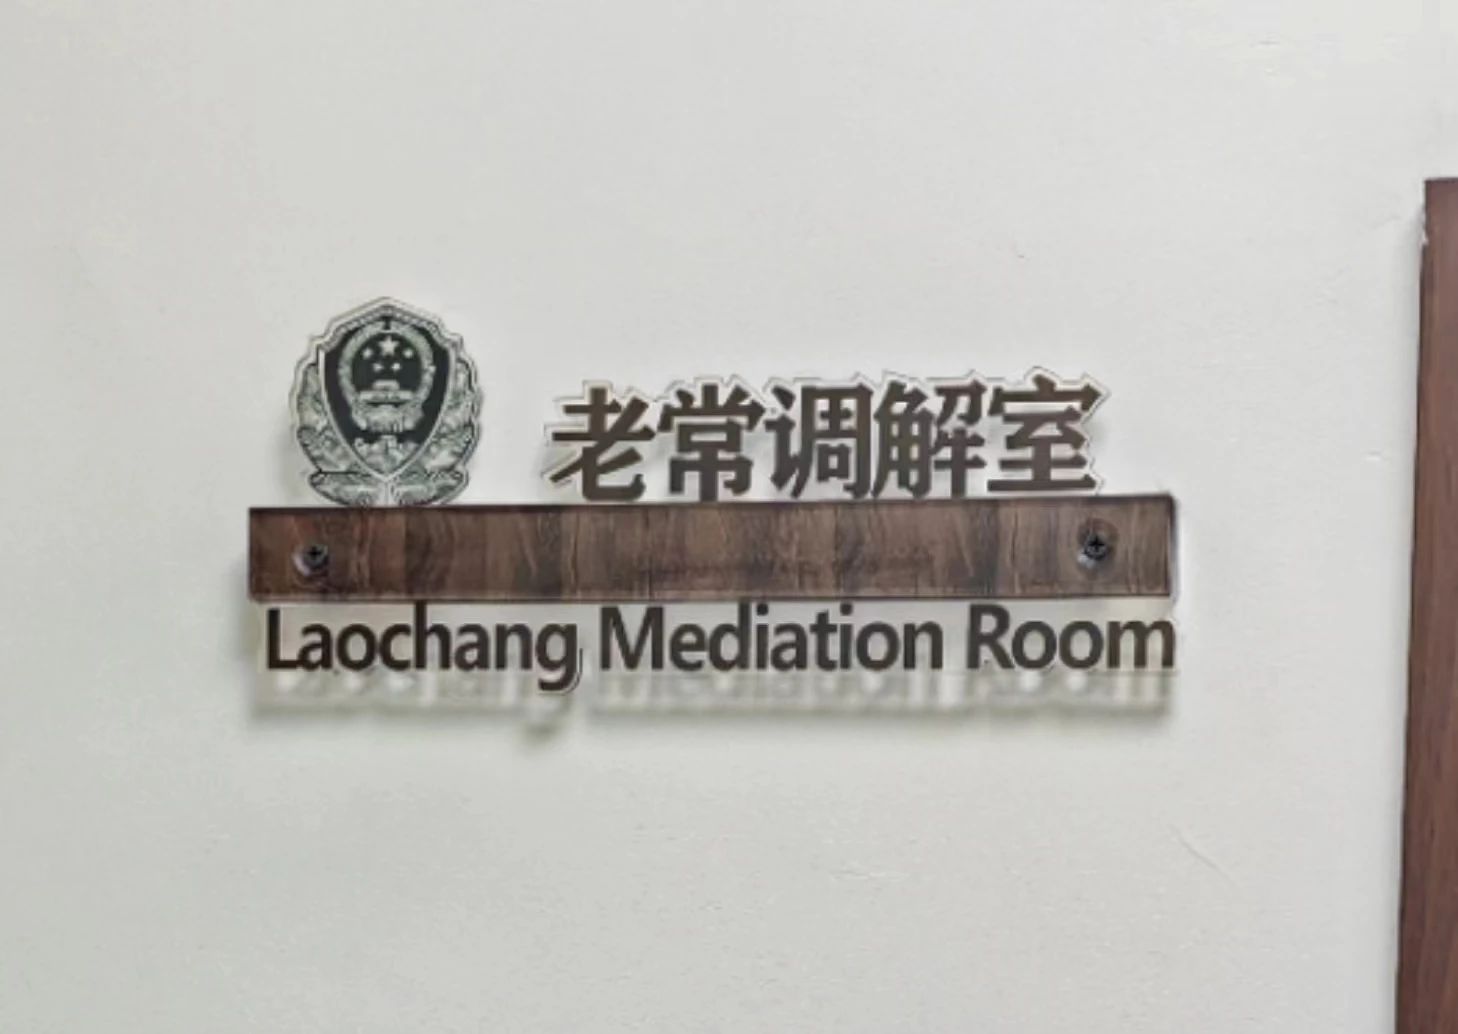 老常调解室
Laochang Mediation Room